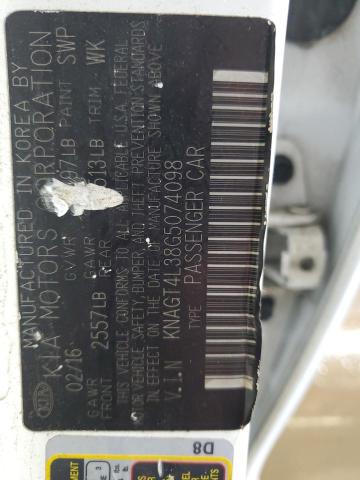 KIA
MANUFACTURED IN KOREA BY
KIA MOTORS CORPORATION
02/16 GVWR 97LB PAINT SWP
GAWR FRONT 2557LB GAWR REAR 13LB TRIM WK
THIS VEHICLE CONFORMS TO ALL APPLICABLE U.S.A. FEDERAL
MOTOR VEHICLE SAFETY, BUMPER, AND THEFT PREVENTION STANDARDS
IN EFFECT ON THE DATE OF MANUFACTURE SHOWN ABOVE
V.I.N KNAGT4L38G5074098
TYPE PASSENGER CAR
D8